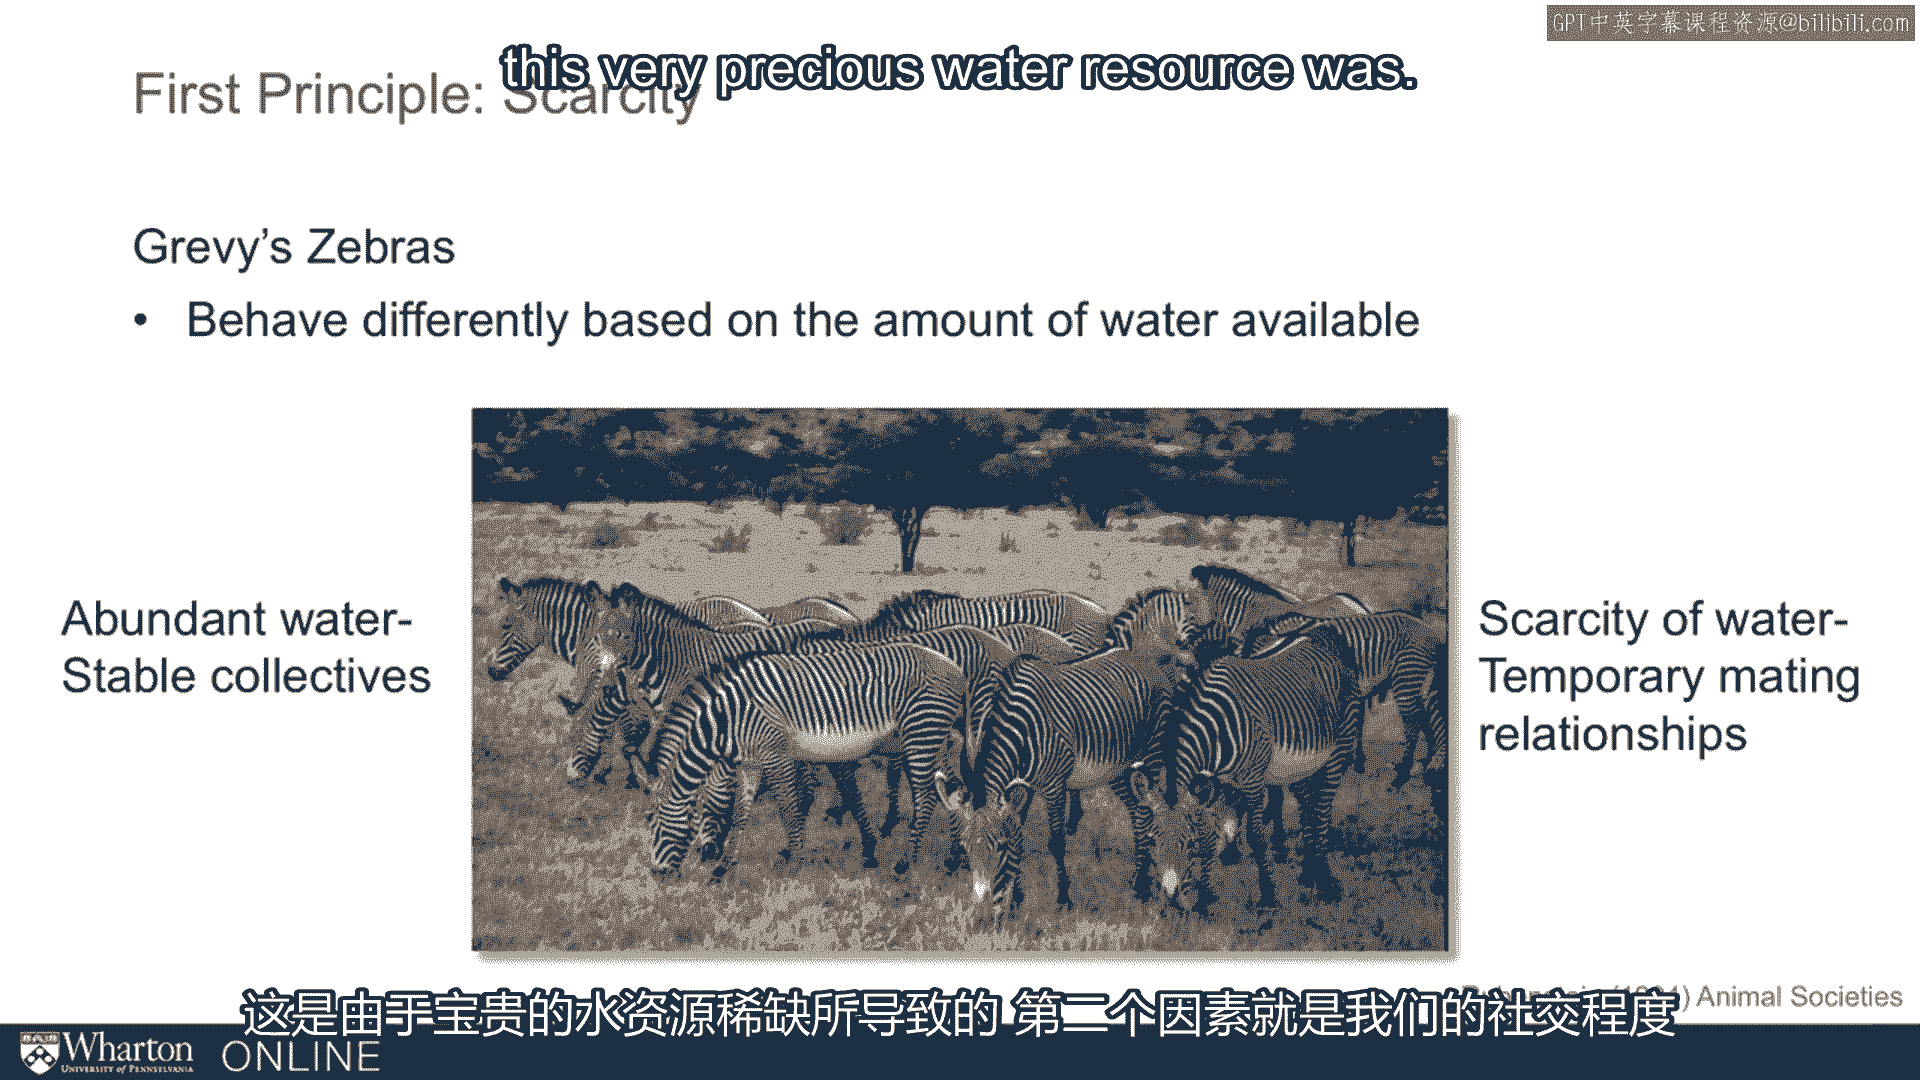 GPT中英字幕课程资源@bilibili.com
this very precious water resource was.
First Principle: Scarcity
Grevy's Zebras
• Behave differently based on the amount of water available
Abundant water-
Stable collectives
Scarcity of water-
Temporary mating
relationships
Animal Societies
这是由于宝贵的水资源稀缺所导致的 第二个因素就是我们的社交程度
Wharton
UNIVERSITY of PENNSYLVANIA
ONLINE